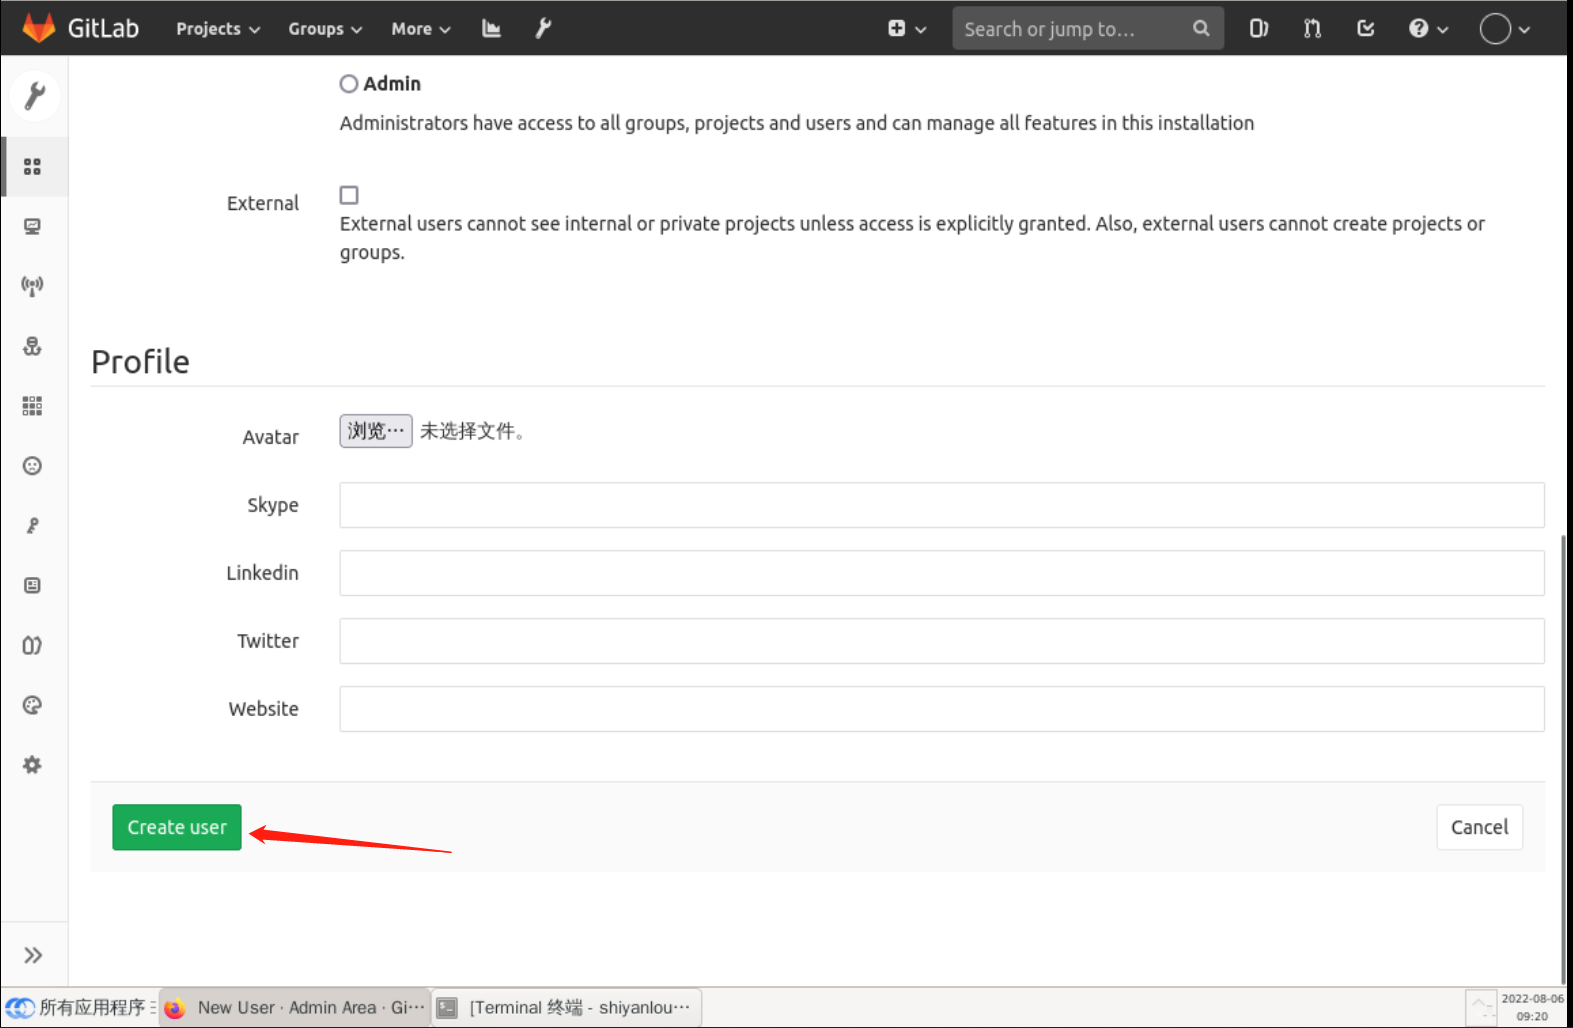 GitLab Projects Groups More Search or jump to...
Admin
Administrators have access to all groups, projects and users and can manage all features in this installation
External
External users cannot see internal or private projects unless access is explicitly granted. Also, external users cannot create projects or
groups.
Profile
Avatar 浏览… 未选择文件。
Skype
Linkedin
Twitter
Website
Create user Cancel
所有应用程序 New User · Admin Area · Gi… [Terminal 终端 - shiyanlou… 2022-08-06
09:20